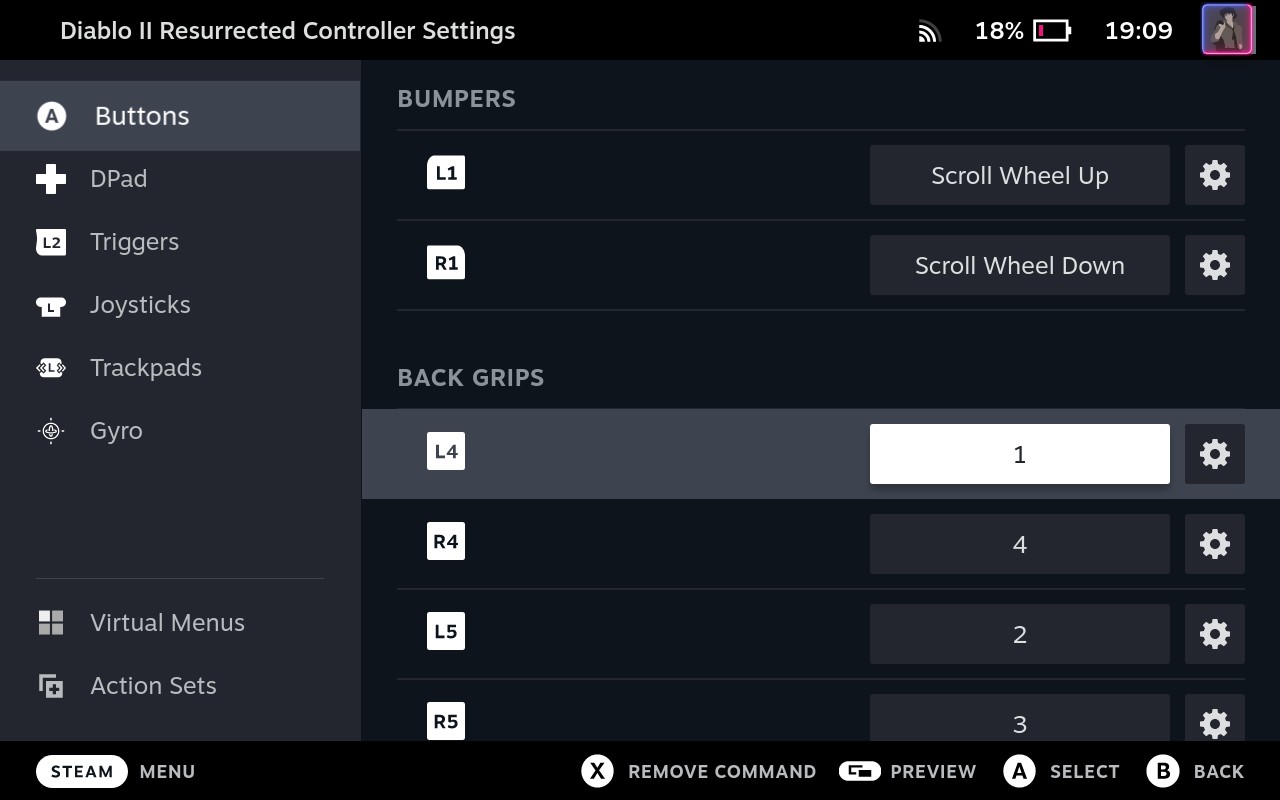 Diablo II Resurrected Controller Settings
18%
19:09
A Buttons
DPad
L2 Triggers
L Joysticks
L Trackpads
Gyro
Virtual Menus
Action Sets
BUMPERS
L1 Scroll Wheel Up
R1 Scroll Wheel Down
BACK GRIPS
L4 1
R4 4
L5 2
R5 3
STEAM MENU
X REMOVE COMMAND
PREVIEW
A SELECT
B BACK